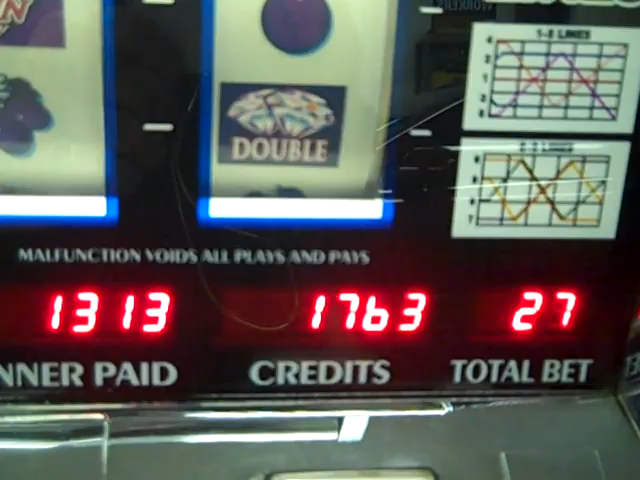 1-5 LINES
DOUBLE
MALFUNCTION VOIDS ALL PLAYS AND PAYS
1313 1763 27
NNER PAID CREDITS TOTAL BET